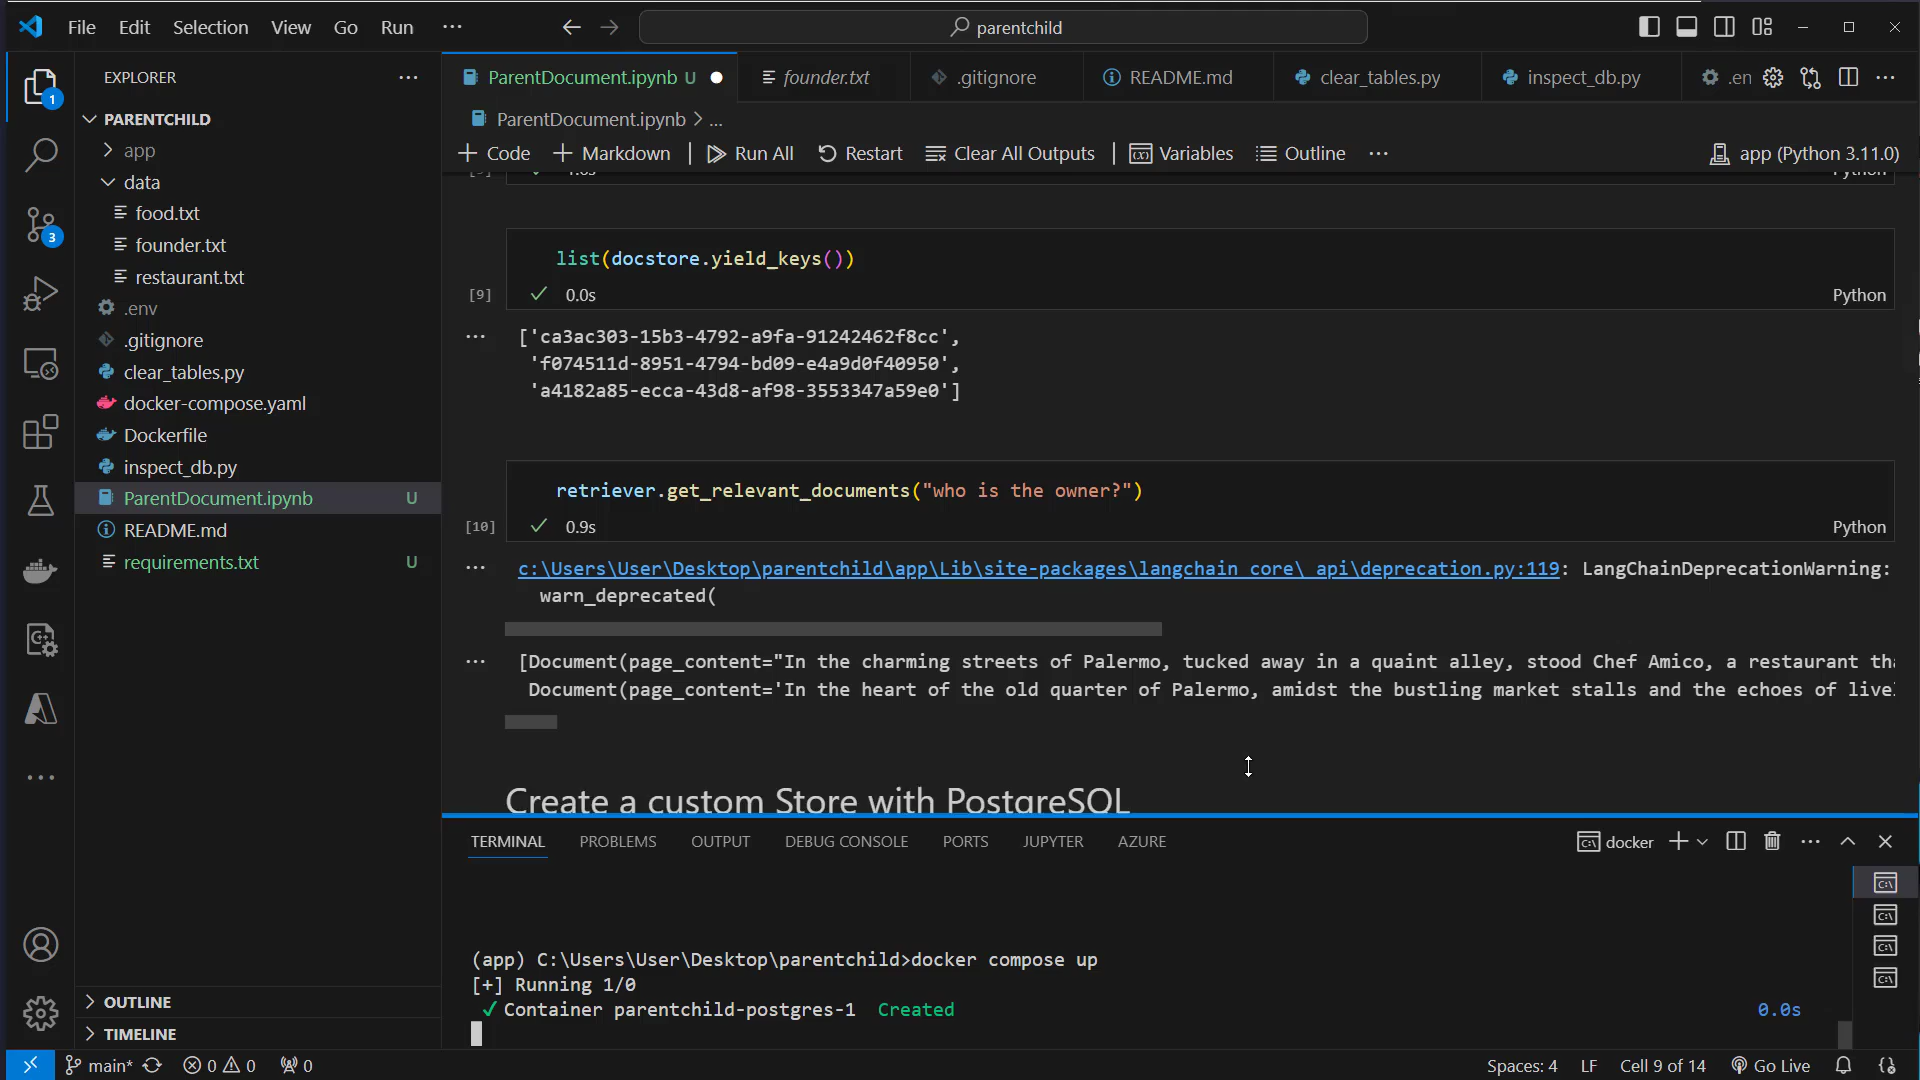 File Edit Selection View Go Run ··· parentchild
EXPLORER ···
PARENTCHILD
app
data
food.txt
founder.txt
restaurant.txt
.env
.gitignore
clear_tables.py
docker-compose.yaml
Dockerfile
inspect_db.py
ParentDocument.ipynb U
README.md
requirements.txt U
OUTLINE
TIMELINE
1
3
ParentDocument.ipynb U founder.txt .gitignore README.md clear_tables.py inspect_db.py .en
ParentDocument.ipynb > ...
Code Markdown Run All Restart Clear All Outputs Variables Outline ··· app (Python 3.11.0)
list(docstore.yield_keys())
[9] 0.0s Python
['ca3ac303-15b3-4792-a9fa-91242462f8cc',
'f074511d-8951-4794-bd09-e4a9d0f40950',
'a4182a85-ecca-43d8-af98-3553347a59e0']
retriever.get_relevant_documents("who is the owner?")
[10] 0.9s Python
c:\Users\User\Desktop\parentchild\app\Lib\site-packages\langchain_core\_api\deprecation.py:119: LangChainDeprecationWarning:
warn_deprecated(
[Document(page_content="In the charming streets of Palermo, tucked away in a quaint alley, stood Chef Amico, a restaurant tha
Document(page_content='In the heart of the old quarter of Palermo, amidst the bustling market stalls and the echoes of livel
Create a custom Store with PostgreSQL
TERMINAL PROBLEMS OUTPUT DEBUG CONSOLE PORTS JUPYTER AZURE docker
(app) C:\Users\User\Desktop\parentchild>docker compose up
[+] Running 1/0
✓ Container parentchild-postgres-1 Created 0.0s
main* 0 0 0 Spaces: 4 LF Cell 9 of 14 Go Live